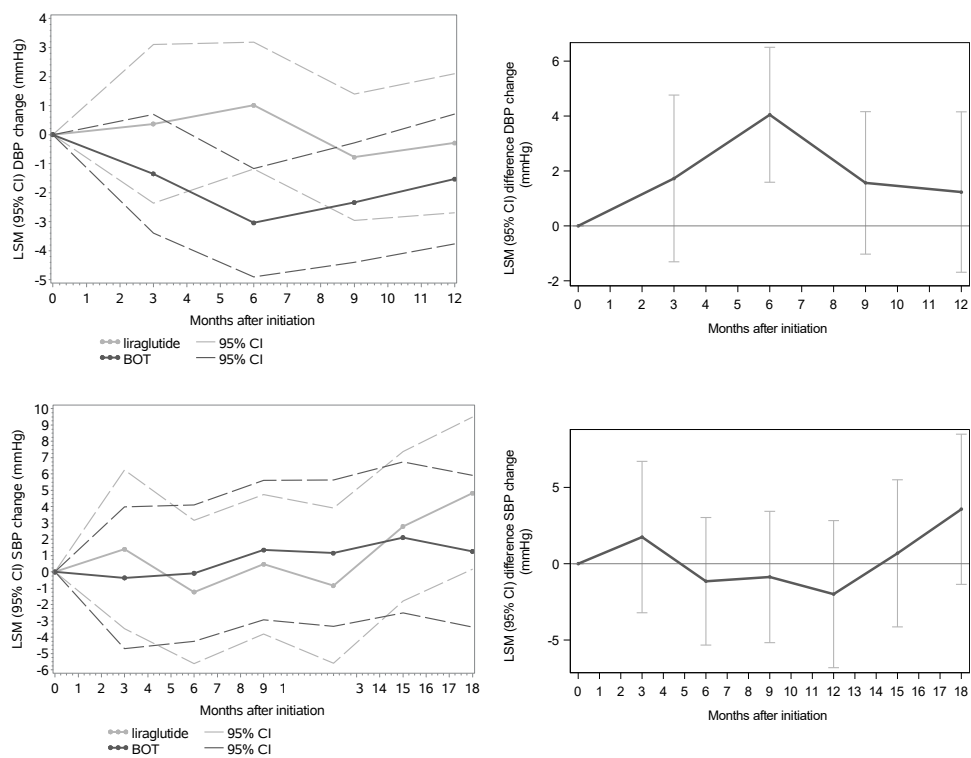 LSM (95% CI) DBP change (mmHg)
4
3
2
1
0
-1
-2
-3
-4
-5
0 1 2 3 4 5 6 7 8 9 10 11 12
Months after initiation
liraglutide 95% CI
BOT 95% CI
LSM (95% CI) difference DBP change
(mmHg)
6
4
2
0
-2
0 1 2 3 4 5 6 7 8 9 10 11 12
Months after initiation
LSM (95% CI) SBP change (mmHg)
10
9
8
7
6
5
4
3
2
1
0
-1
-2
-3
-4
-5
-6
0 1 2 3 4 5 6 7 8 9 1 3 14 15 16 17 18
Months after initiation
liraglutide 95% CI
BOT 95% CI
LSM (95% CI) difference SBP change
(mmHg)
5
0
-5
0 1 2 3 4 5 6 7 8 9 10 11 12 13 14 15 16 17 18
Months after initiation